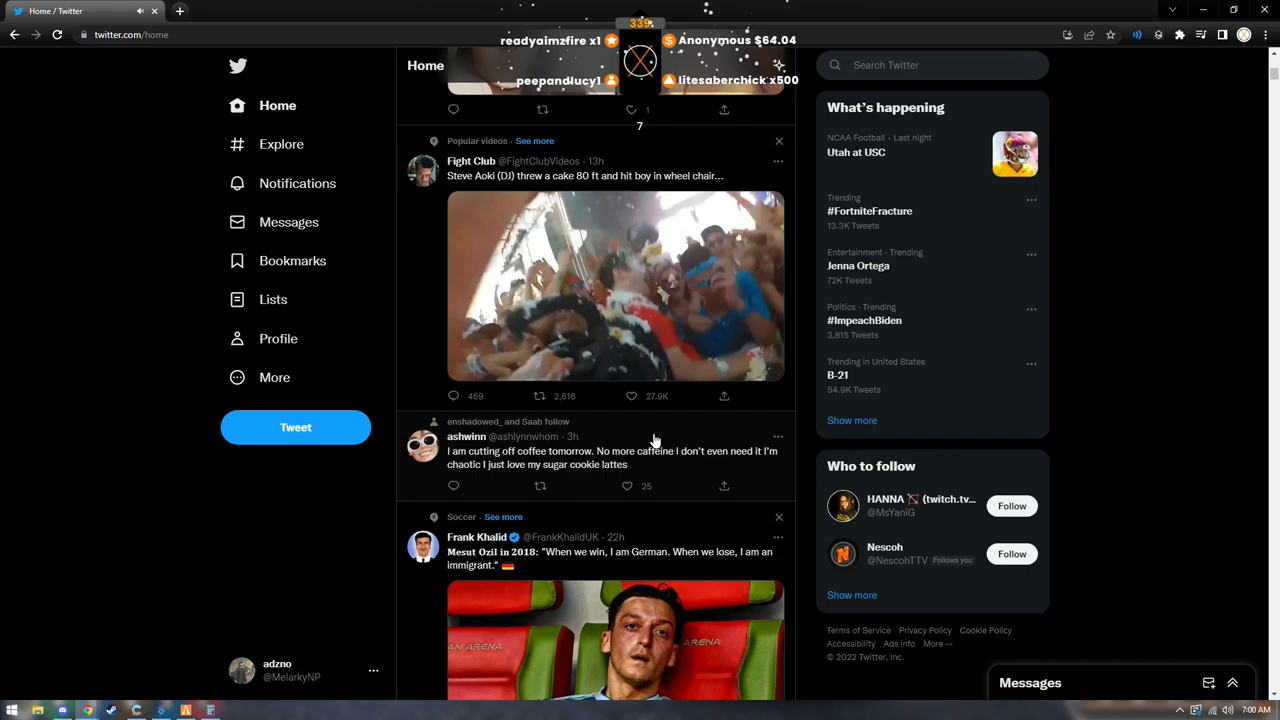 Home / Twitter
twitter.com/home
339
readyaimzfire x1
Anonymous $64.04
peepandlucy1
litesaberchick x500
7
Home
Explore
Notifications
Messages
Bookmarks
Lists
Profile
More
Tweet
adzno
@MelarkyNP
Home
1
Popular videos · See more
Fight Club @FightClubVideos · 13h
Steve Aoki (DJ) threw a cake 80 ft and hit boy in wheel chair...
469
2,616
27.9K
enshadowed_ and Saab follow
ashwinn @ashlynnwhom · 3h
I am cutting off coffee tomorrow. No more caffeine I don't even need it I'm
chaotic I just love my sugar cookie lattes
25
Soccer · See more
Frank Khalid @FrankKhalidUK · 22h
Mesut Ozil in 2018: "When we win, I am German. When we lose, I am an
immigrant."
AN ARENA
ARENA
Search Twitter
What's happening
NCAA Football · Last night
Utah at USC
Trending
#FortniteFracture
13.3K Tweets
Entertainment · Trending
Jenna Ortega
72K Tweets
Politics · Trending
#ImpeachBiden
3,815 Tweets
Trending in United States
B-21
54.9K Tweets
Show more
Who to follow
HANNA (twitch.tv...
@MsYaniG
Follow
Nescoh
@NescohTTV Follows you
Follow
Show more
Terms of Service Privacy Policy Cookie Policy
Accessibility Ads info More ···
© 2022 Twitter, Inc.
Messages
7:00 AM